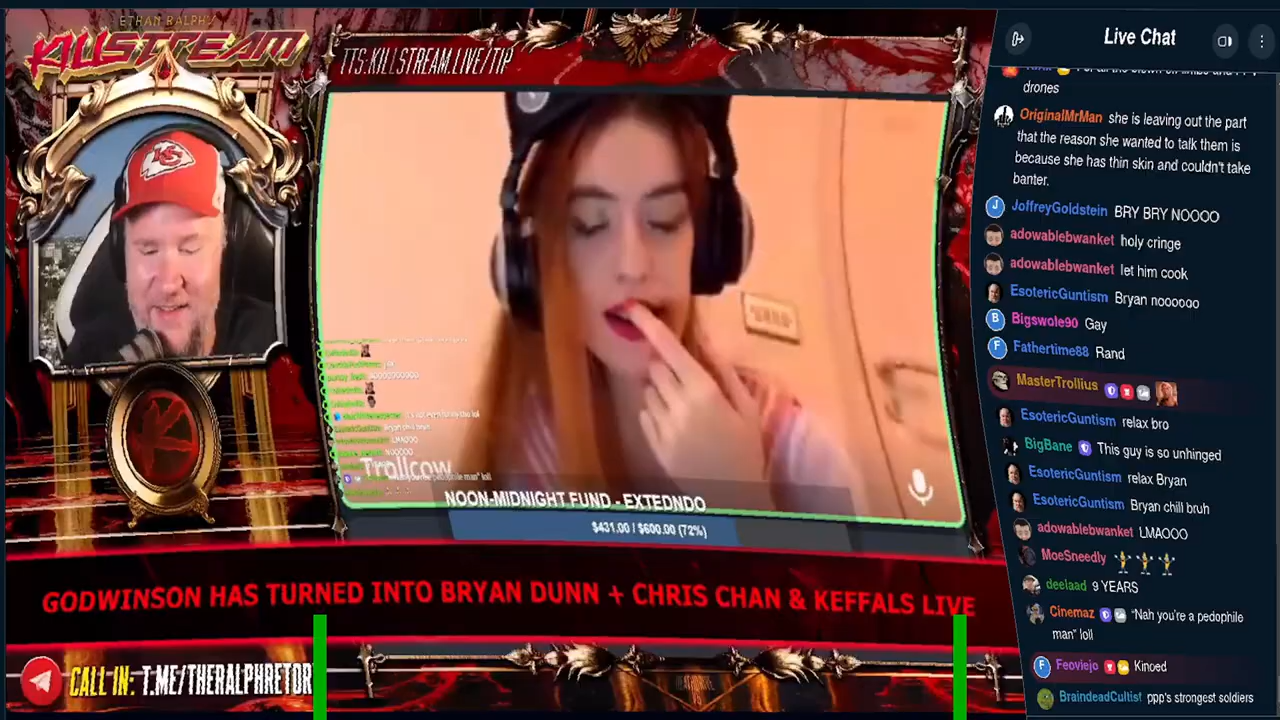 ETHAN RALPH'S
KILLSTREAM
TTS.KILLSTREAM.LIVE/TIP
Trollcow
NOON-MIDNIGHT FUND - EXTEDNDO
$431.00 / $600.00 (72%)
GODWINSON HAS TURNED INTO BRYAN DUNN + CHRIS CHAN & KEFFALS LIVE
CALL IN: T.ME/THERALPHRETOR
Live Chat
drones
OriginalMrMan she is leaving out the part
that the reason she wanted to talk them is
because she has thin skin and couldn't take
banter.
JoffreyGoldstein BRY BRY NOOOO
adowablebwanket holy cringe
adowablebwanket let him cook
EsotericGuntism Bryan noooooo
Bigswole90 Gay
Fathertime88 Pand
MasterTrollius
EsotericGuntism relax bro
BigBane This guy is so unhinged
EsotericGuntism relax Bryan
EsotericGuntism Bryan chill bruh
adowablebwanket LMAOOO
MoeSneedly
deelaad 9 YEARS
Cinemaz "Nah you're a pedophile
man" loll
Feoviejo Kinced
BraindeadCultist ppp's strongest soldiers